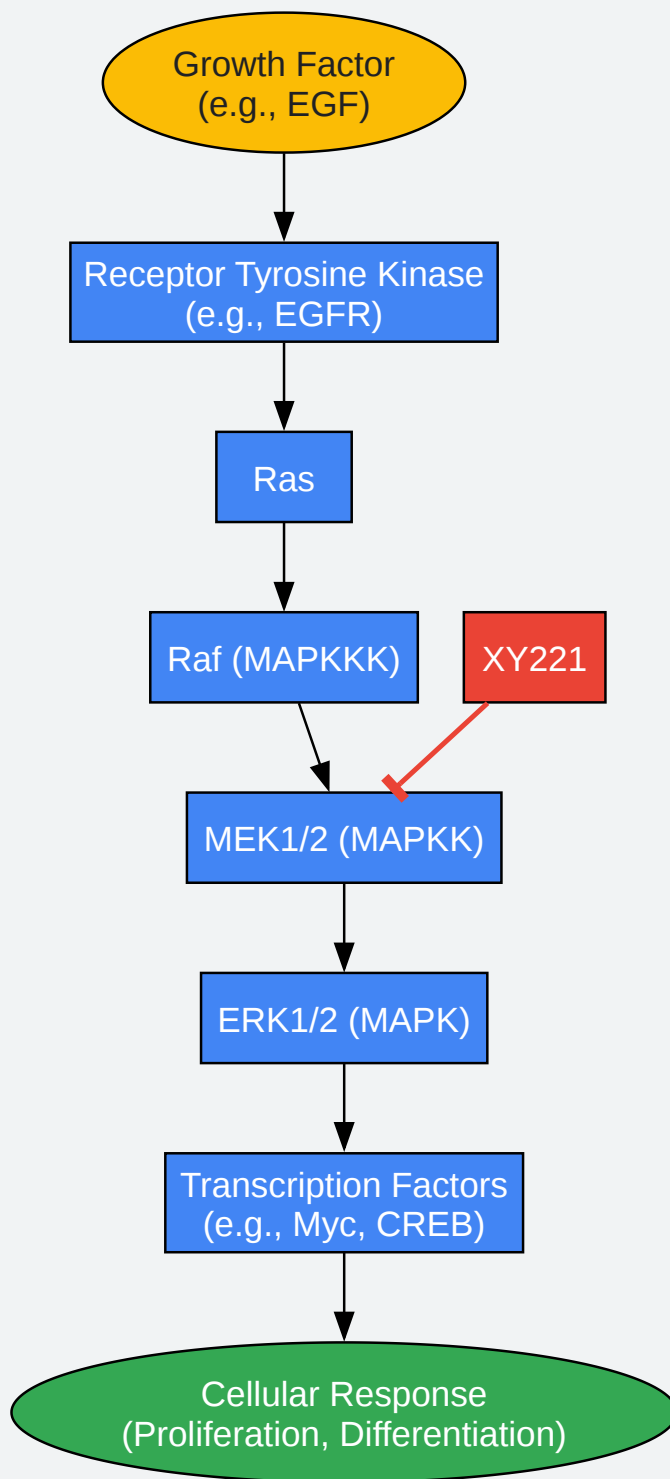 Growth Factor
(e.g., EGF)
Receptor Tyrosine Kinase
(e.g., EGFR)
Ras
Raf (MAPKKK)
XY221
MEK1/2 (MAPKK)
ERK1/2 (MAPK)
Transcription Factors
(e.g., Myc, CREB)
Cellular Response
(Proliferation, Differentiation)